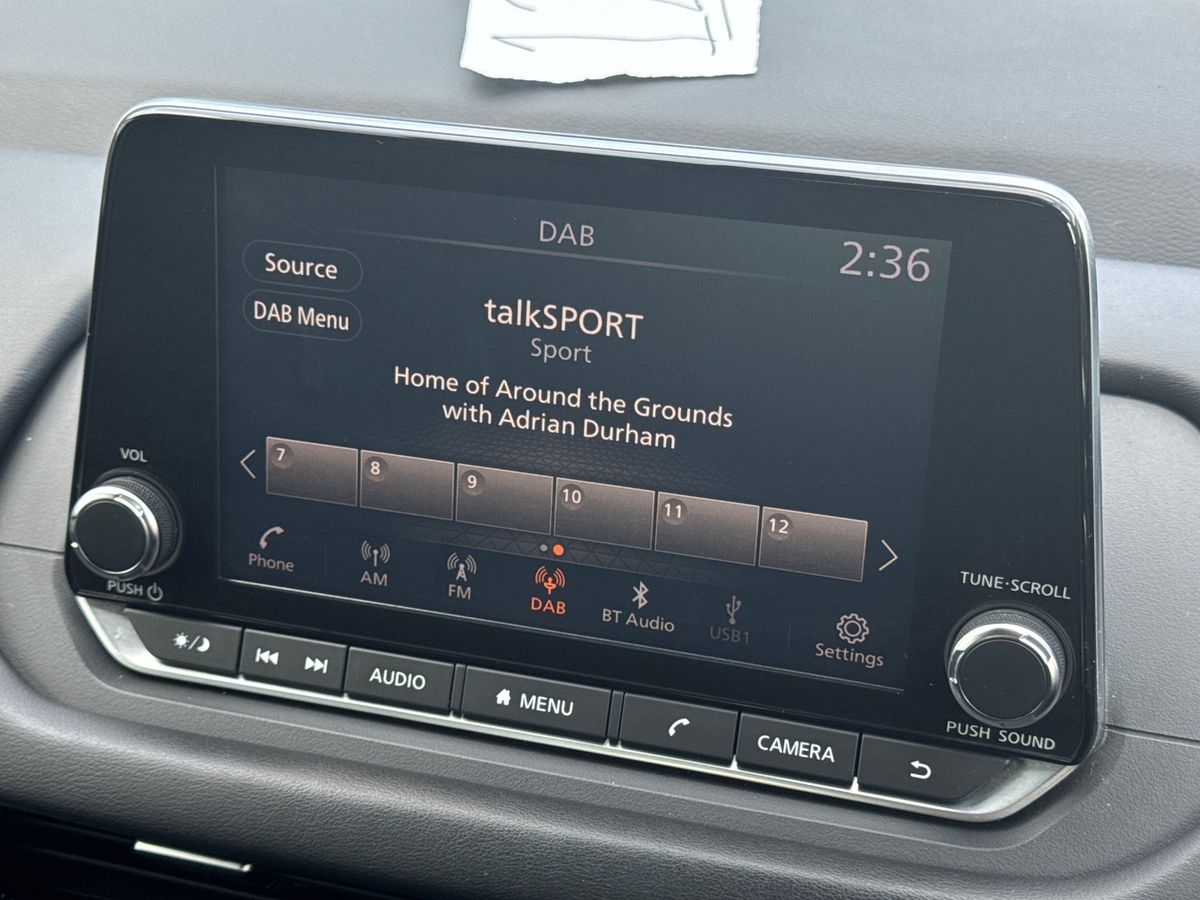 DAB
2:36
Source
DAB Menu
talkSPORT
Sport
Home of Around the Grounds
with Adrian Durham
7 8 9 10 11 12
Phone AM FM DAB BT Audio USB1 Settings
VOL
PUSH
TUNE·SCROLL
PUSH SOUND
AUDIO MENU CAMERA